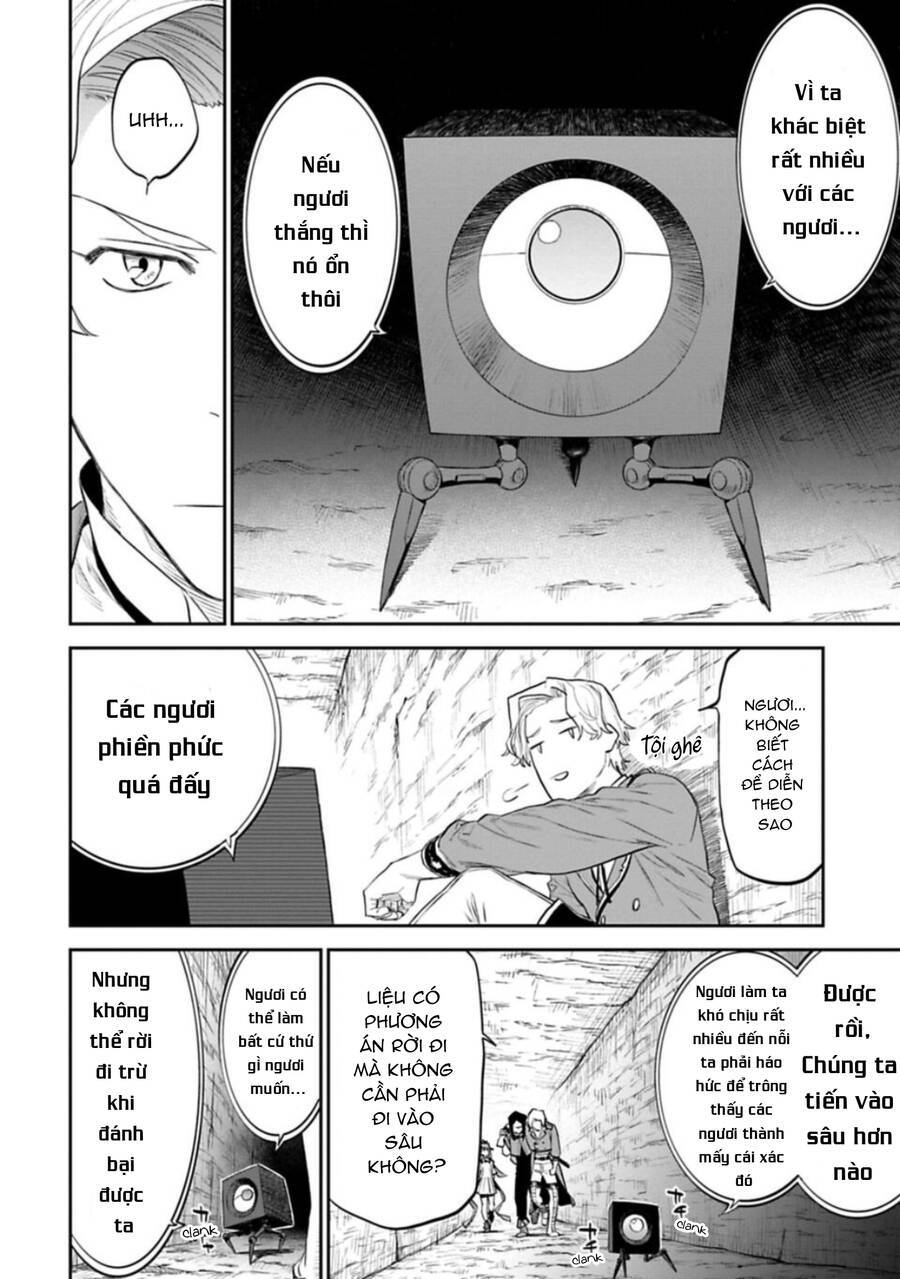 Vì ta
khác biệt
rất nhiều
với các
ngươi...
Nếu
ngươi
thắng thì
nó ổn
thôi
UHH...
NGƯƠI...
KHÔNG
BIẾT
CÁCH
ĐỂ DIỄN
THEO
SAO
Tội ghê
Các ngươi
phiền phức
quá đấy
Được
rồi,
Chúng ta
tiến vào
sâu hơn
nào
Ngươi làm ta
khó chịu rất
nhiều đến nỗi
ta phải háo
hức để trông
thấy các
ngươi thành
mấy cái xác
đó
LIỆU CÓ
PHƯƠNG
ÁN RỜI ĐI
MÀ KHÔNG
CẦN PHẢI
ĐI VÀO
SÂU
KHÔNG?
clank
clank
Ngươi có
thể làm
bất cứ thứ
gì ngươi
muốn...
Nhưng
không
thể rời
đi trừ
khi
đánh
bại
được
ta
clank
clank